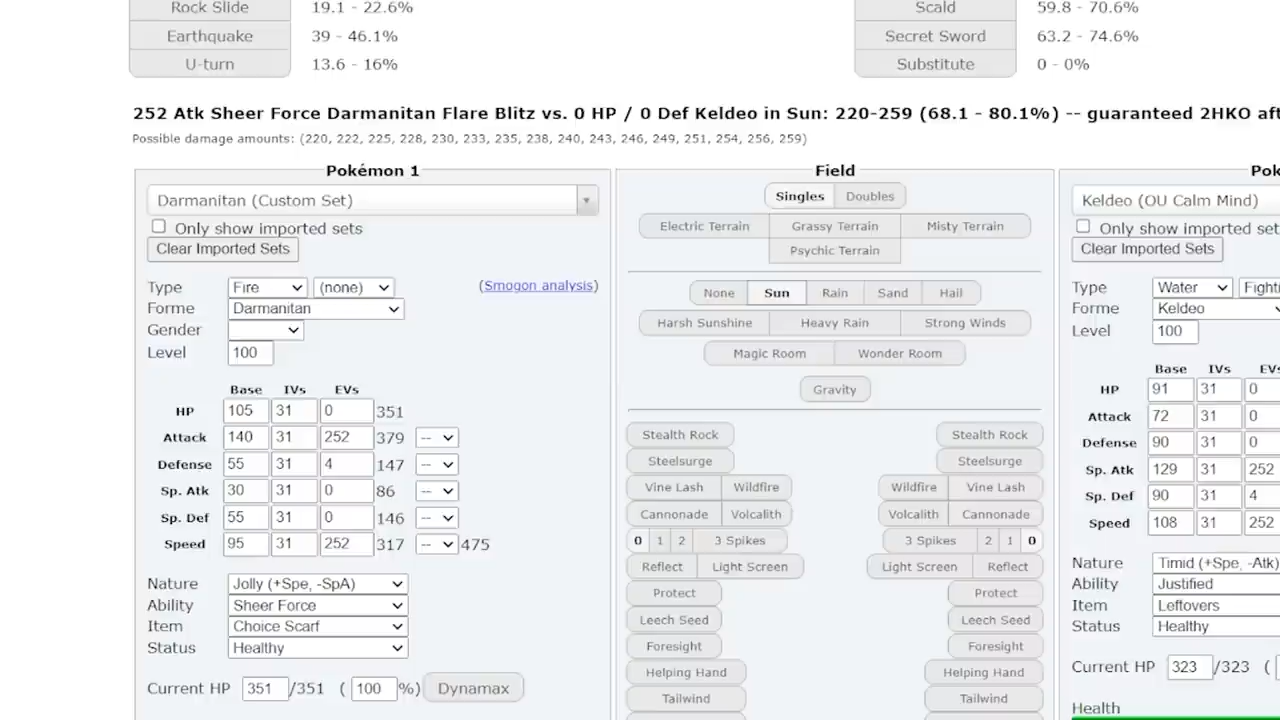 Rock Slide 19.1 - 22.6% Scald 59.8 - 70.6%
Earthquake 39 - 46.1% Secret Sword 63.2 - 74.6%
U-turn 13.6 - 16% Substitute 0 - 0%
252 Atk Sheer Force Darmanitan Flare Blitz vs. 0 HP / 0 Def Keldeo in Sun: 220-259 (68.1 - 80.1%) -- guaranteed 2HKO aft
Possible damage amounts: (220, 222, 225, 228, 230, 233, 235, 238, 240, 243, 246, 249, 251, 254, 256, 259)
Pokémon 1
Darmanitan (Custom Set)
Only show imported sets
Clear Imported Sets
Type Fire (none) (Smogon analysis)
Forme Darmanitan
Gender
Level 100
Base IVs EVs
HP 105 31 0 351
Attack 140 31 252 379 --
Defense 55 31 4 147 --
Sp. Atk 30 31 0 86 --
Sp. Def 55 31 0 146 --
Speed 95 31 252 317 -- 475
Nature Jolly (+Spe, -SpA)
Ability Sheer Force
Item Choice Scarf
Status Healthy
Current HP 351 /351 ( 100 %) Dynamax
Field
Singles Doubles
Electric Terrain Grassy Terrain Misty Terrain
Psychic Terrain
None Sun Rain Sand Hail
Harsh Sunshine Heavy Rain Strong Winds
Magic Room Wonder Room
Gravity
Stealth Rock Stealth Rock
Steelsurge Steelsurge
Vine Lash Wildfire Wildfire Vine Lash
Cannonade Volcalith Volcalith Cannonade
0 1 2 3 Spikes 3 Spikes 2 1 0
Reflect Light Screen Light Screen Reflect
Protect Protect
Leech Seed Leech Seed
Foresight Foresight
Helping Hand Helping Hand
Tailwind Tailwind
Pok
Keldeo (OU Calm Mind)
Only show imported set
Clear Imported Sets
Type Water Fighti
Forme Keldeo
Level 100
Base IVs EVs
HP 91 31 0
Attack 72 31 0
Defense 90 31 0
Sp. Atk 129 31 252
Sp. Def 90 31 4
Speed 108 31 252
Nature Timid (+Spe, -Atk)
Ability Justified
Item Leftovers
Status Healthy
Current HP 323 /323 (
Health